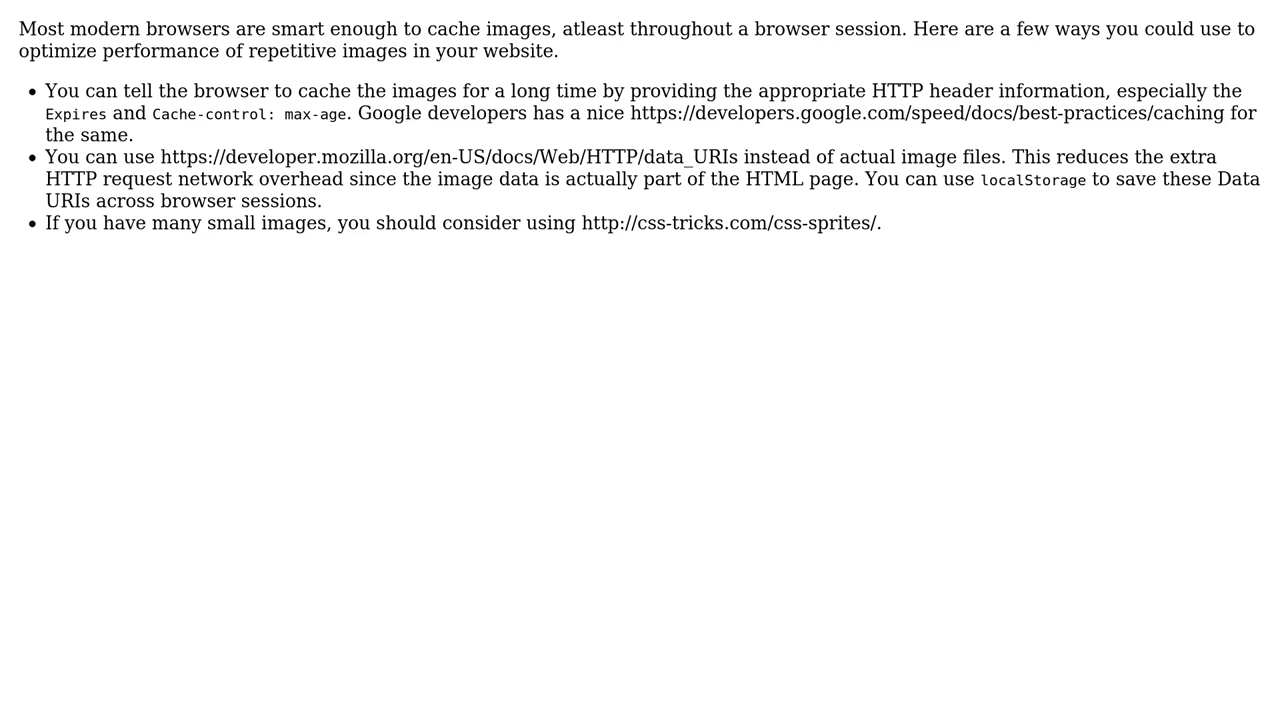 Most modern browsers are smart enough to cache images, atleast throughout a browser session. Here are a few ways you could use to
optimize performance of repetitive images in your website.
• You can tell the browser to cache the images for a long time by providing the appropriate HTTP header information, especially the
Expires and Cache-control: max-age. Google developers has a nice https://developers.google.com/speed/docs/best-practices/caching for
the same.
• You can use https://developer.mozilla.org/en-US/docs/Web/HTTP/data_URIs instead of actual image files. This reduces the extra
HTTP request network overhead since the image data is actually part of the HTML page. You can use localStorage to save these Data
URIs across browser sessions.
• If you have many small images, you should consider using http://css-tricks.com/css-sprites/.